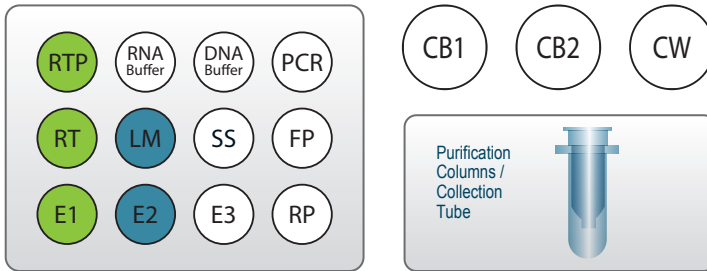 RTP
RNA
Buffer
DNA
Buffer
PCR
RT
LM
SS
FP
E1
E2
E3
RP
CB1
CB2
CW
Purification
Columns /
Collection
Tube